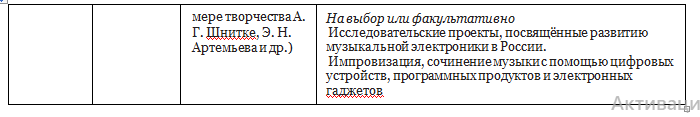 мере творчества А.
Г. Шнитке, Э. Н.
Артемьева и др.)
На выбор или факультативно
Исследовательские проекты, посвящённые развитию
музыкальной электроники в России.
Импровизация, сочинение музыки с помощью цифровых
устройств, программных продуктов и электронных
гаджетов
Активаци